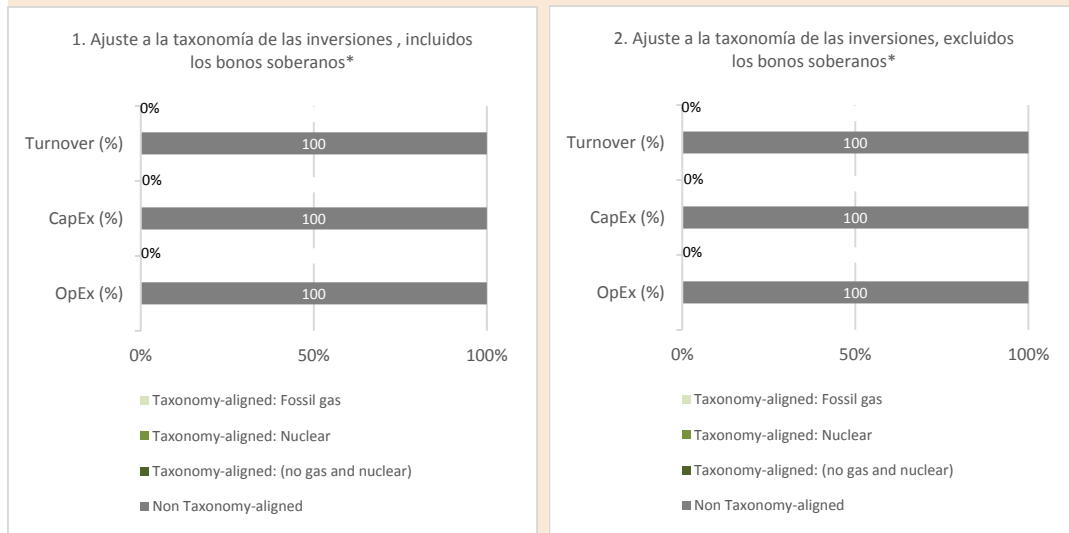 1. Ajuste a la taxonomía de las inversiones , incluidos
los bonos soberanos*
0%
Turnover (%)
100
0%
CapEx (%)
100
0%
OpEx (%)
100
0%
50%
100%
Taxonomy-aligned: Fossil gas
Taxonomy-aligned: Nuclear
Taxonomy-aligned: (no gas and nuclear)
Non Taxonomy-aligned
2. Ajuste a la taxonomía de las inversiones, excluidos
los bonos soberanos*
0%
Turnover (%)
100
0%
CapEx (%)
100
0%
OpEx (%)
100
0%
50%
100%
Taxonomy-aligned: Fossil gas
Taxonomy-aligned: Nuclear
Taxonomy-aligned: (no gas and nuclear)
Non Taxonomy-aligned